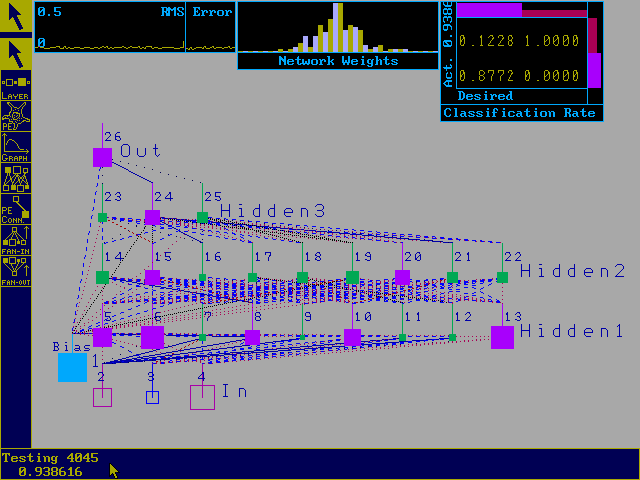 0.5 RMS Error
0
Network Weights
Act. 0.9386
0.1228 1.0000
0.8772 0.0000
Desired
Classification Rate
LAYER
PE
GRAPH
PE
CONN.
FAN-IN
FAN-OUT
26
Out
23 24 25
Hidden3
14 15 16 17 18 19 20 21 22
Hidden2
5 6 7 8 9 10 11 12 13
Hidden1
Bias
1
2 3 4
In
Testing 4045
0.938616